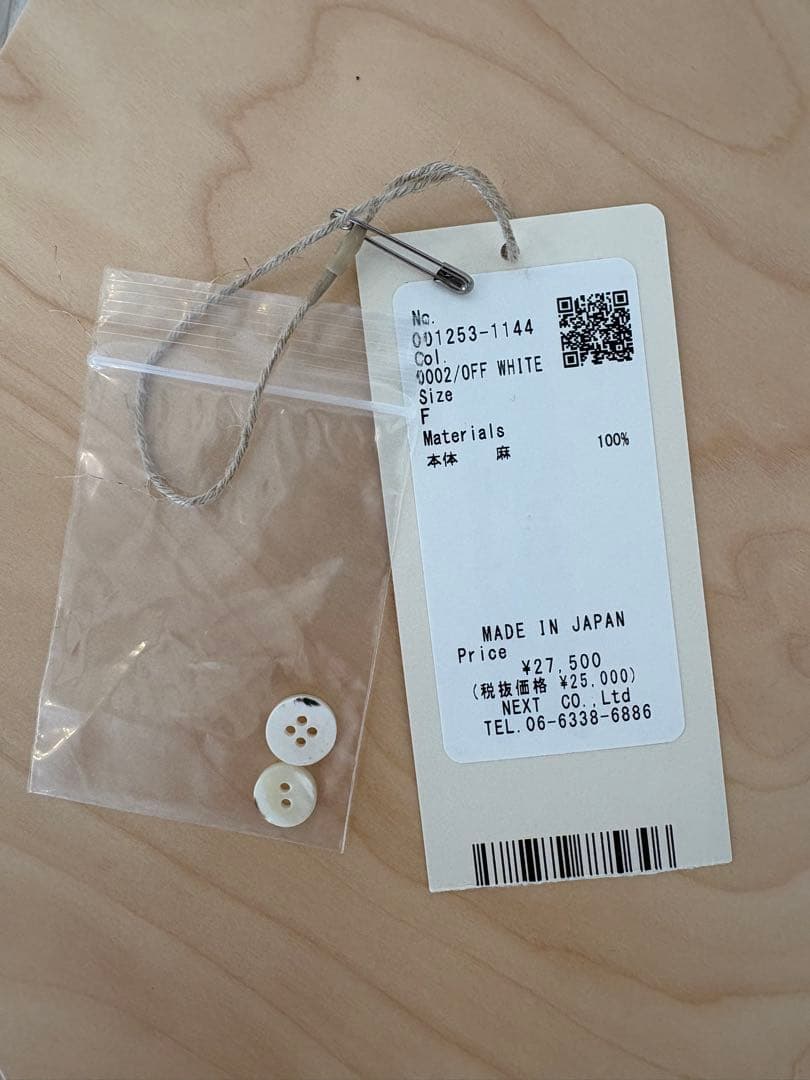 No.
001253-1144
Col.
0002/OFF WHITE
Size
F
Materials
本体 麻 100%
MADE IN JAPAN
Price
¥27,500
(税抜価格 ¥25.000)
NEXT CO.,Ltd
TEL.06-6338-6886